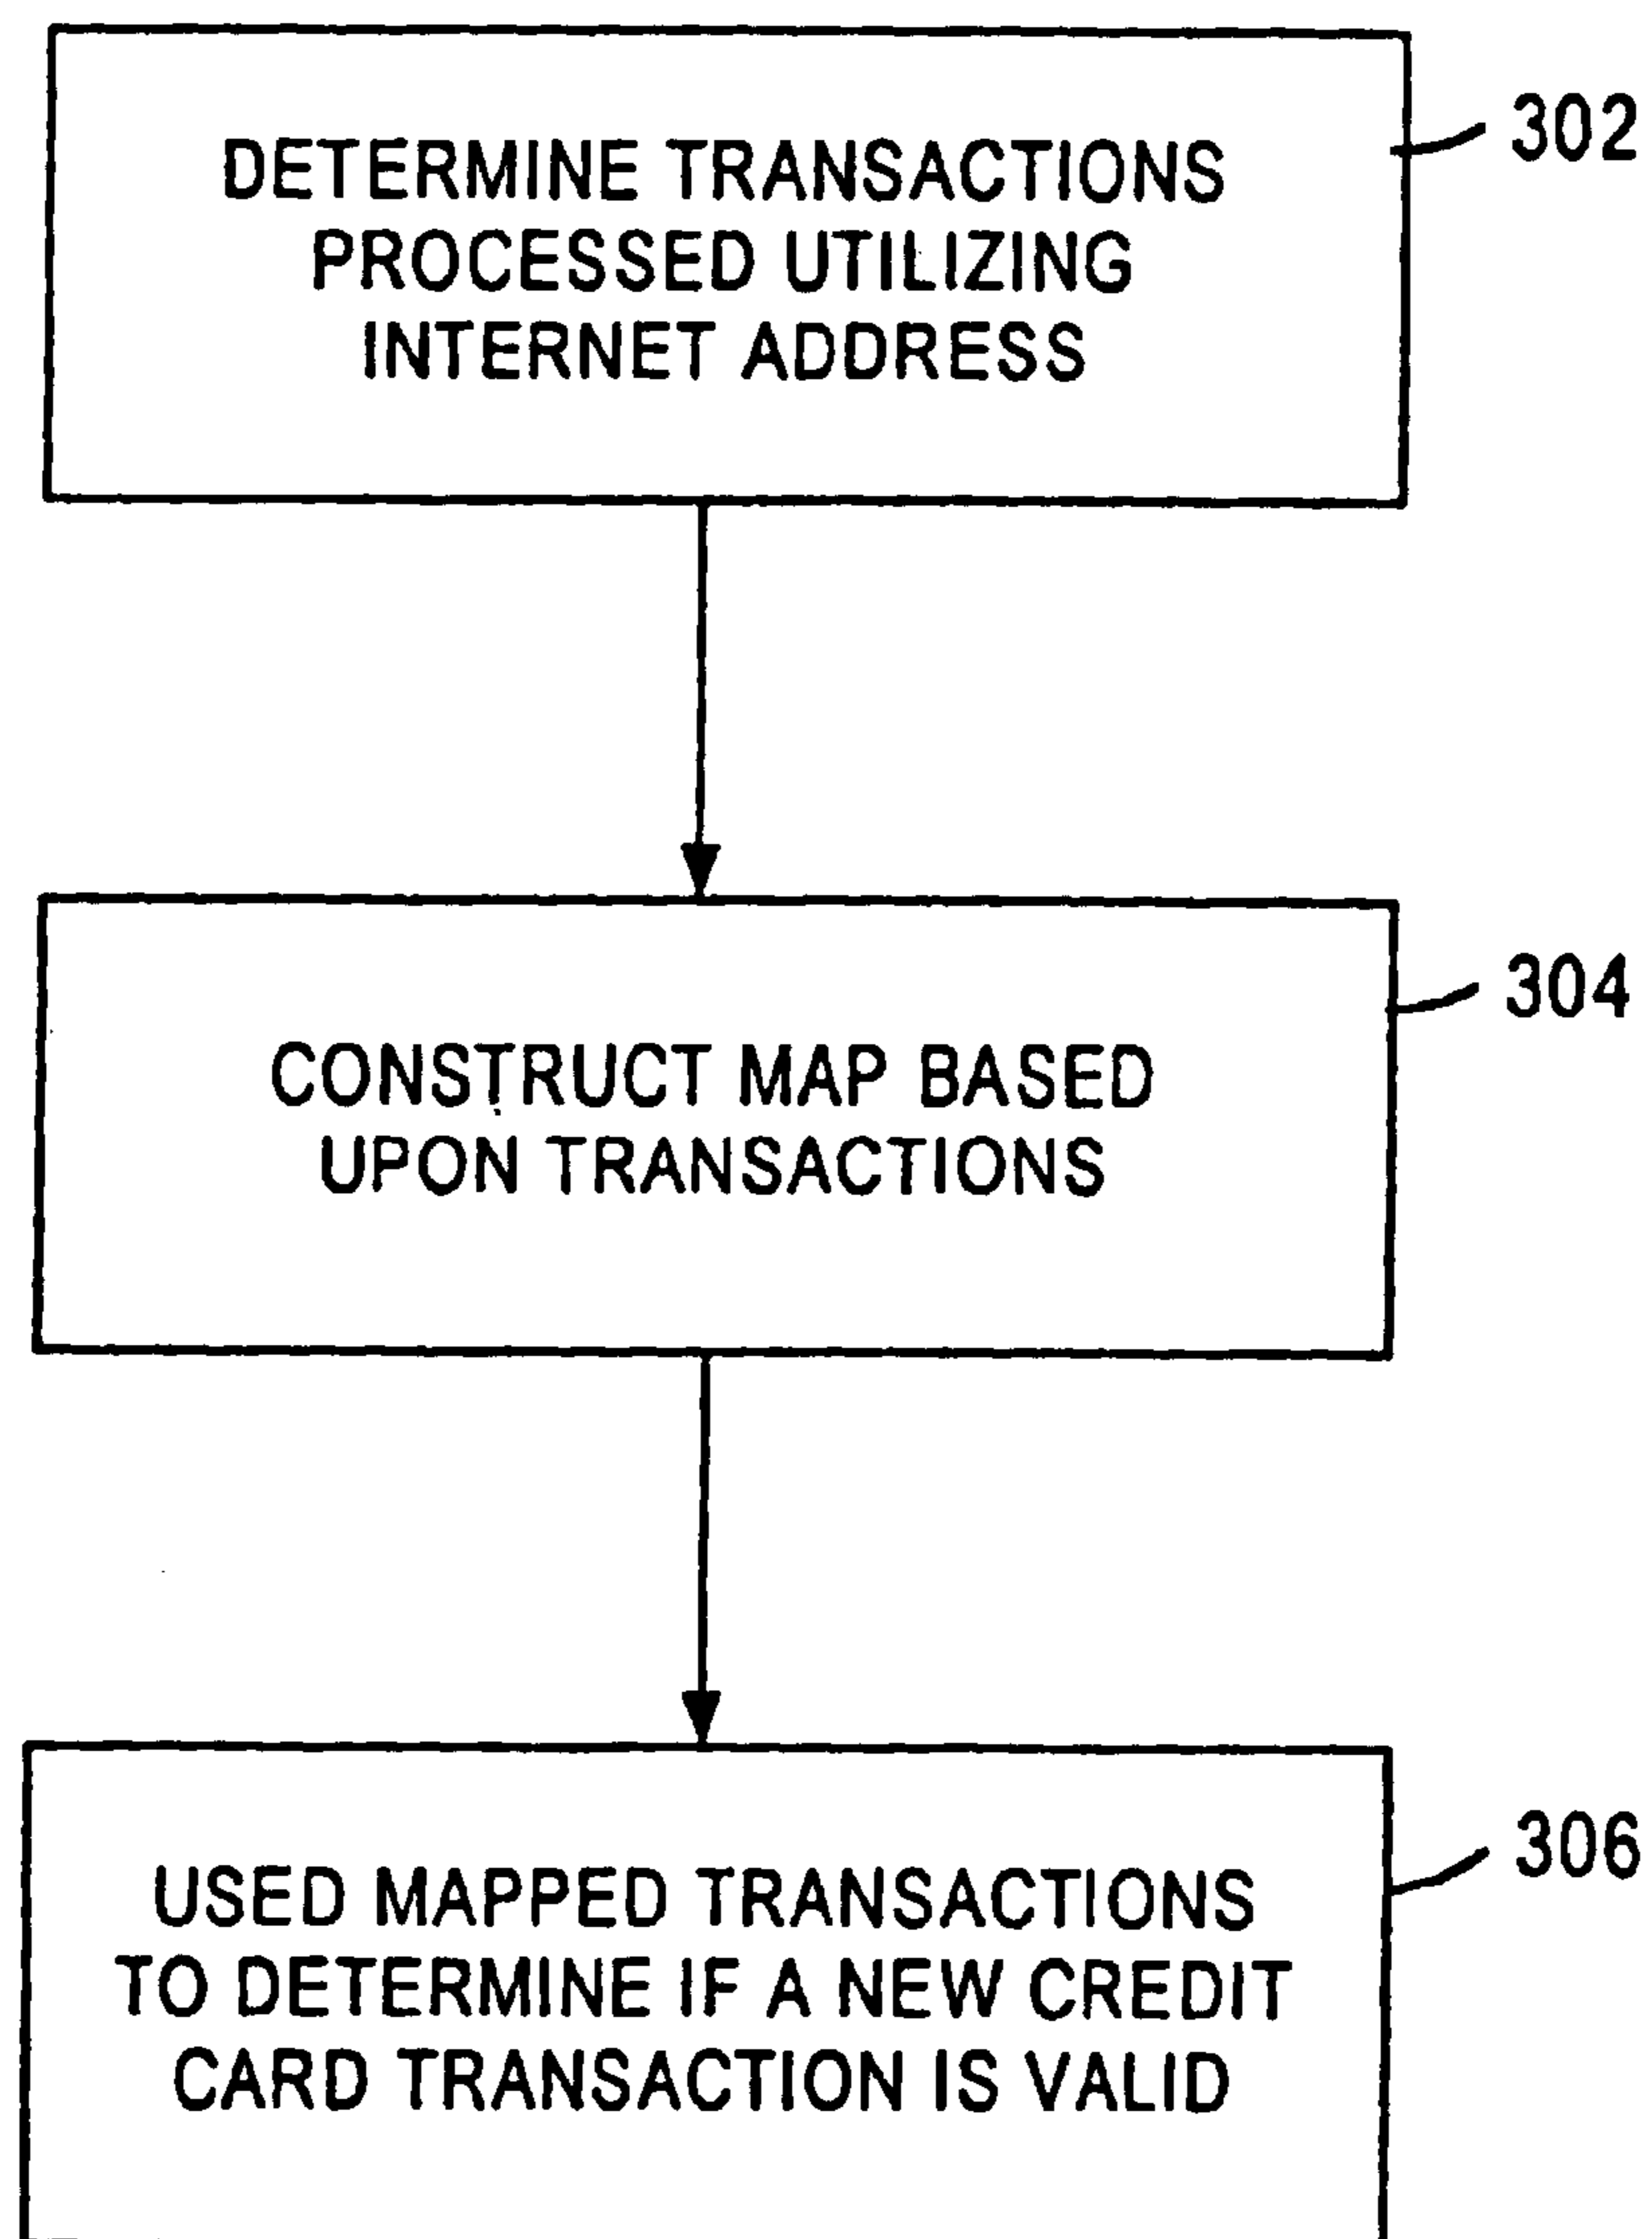 DETERMINE TRANSACTIONS
PROCESSED UTILIZING
INTERNET ADDRESS
302
CONSTRUCT MAP BASED
UPON TRANSACTIONS
304
USED MAPPED TRANSACTIONS
TO DETERMINE IF A NEW CREDIT
CARD TRANSACTION IS VALID
306